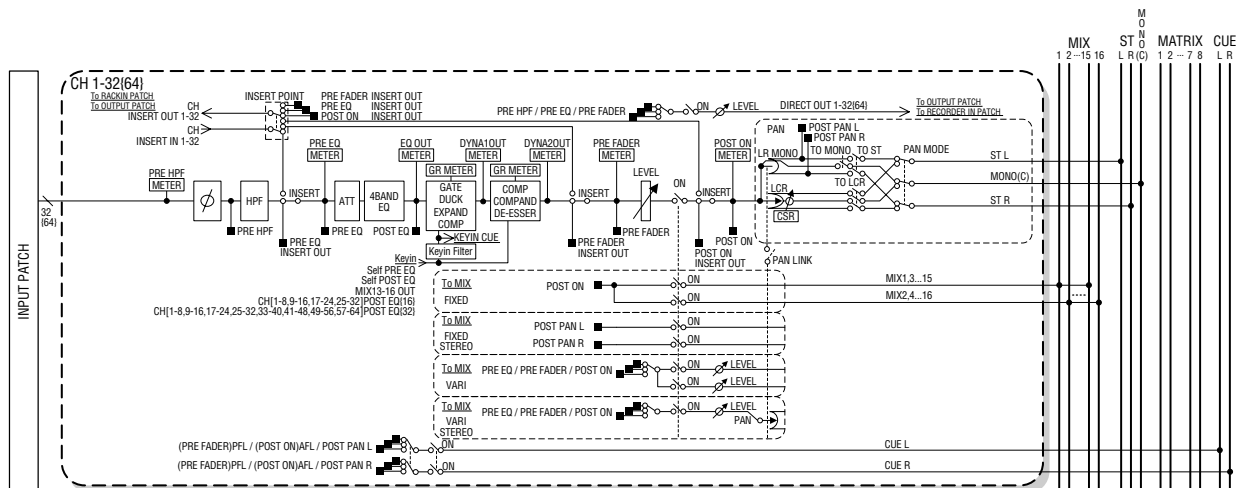 MONO
MIX
ST
(C)
MATRIX
CUE
1 2 ··· 15 16
L R
1 2 ··· 7 8
L R
INPUT PATCH
32
{64}
CH 1-32{64}
To RACKIN PATCH
To OUTPUT PATCH
CH
INSERT OUT 1-32
CH
INSERT IN 1-32
INSERT POINT
PRE FADER INSERT OUT
PRE EQ INSERT OUT
POST ON INSERT OUT
PRE HPF / PRE EQ / PRE FADER
ON
LEVEL
DIRECT OUT 1-32{64}
To OUTPUT PATCH
To RECORDER IN PATCH
PRE HPF
METER
PRE EQ
METER
EQ OUT
METER
DYNA1OUT
METER
DYNA2OUT
METER
PRE FADER
METER
POST ON
METER
GR METER
GR METER
Ø
HPF
INSERT
ATT
4BAND
EQ
GATE
DUCK
EXPAND
COMP
COMP
COMPAND
DE-ESSER
INSERT
LEVEL
ON
INSERT
PRE HPF
PRE EQ
INSERT OUT
PRE EQ
POST EQ
KEYIN CUE
Keyin Filter
PRE FADER
INSERT OUT
PRE FADER
POST ON
INSERT OUT
POST ON
PAN
POST PAN L
POST PAN R
LR MONO
TO MONO
TO ST
PAN MODE
LCR
TO LCR
CSR
PAN LINK
ST L
MONO(C)
ST R
Keyin
Self PRE EQ
Self POST EQ
MIX13-16 OUT
CH[1-8,9-16,17-24,25-32]POST EQ{16}
CH[1-8,9-16,17-24,25-32,33-40,41-48,49-56,57-64]POST EQ{32}
To MIX
FIXED
POST ON
ON
MIX1,3...15
ON
MIX2,4...16
To MIX
FIXED
STEREO
POST PAN L
ON
POST PAN R
ON
To MIX
VARI
PRE EQ / PRE FADER / POST ON
ON
LEVEL
ON
LEVEL
To MIX
VARI
STEREO
PRE EQ / PRE FADER / POST ON
ON
LEVEL
PAN
(PRE FADER)PFL / (POST ON)AFL / POST PAN L
ON
CUE L
(PRE FADER)PFL / (POST ON)AFL / POST PAN R
ON
CUE R